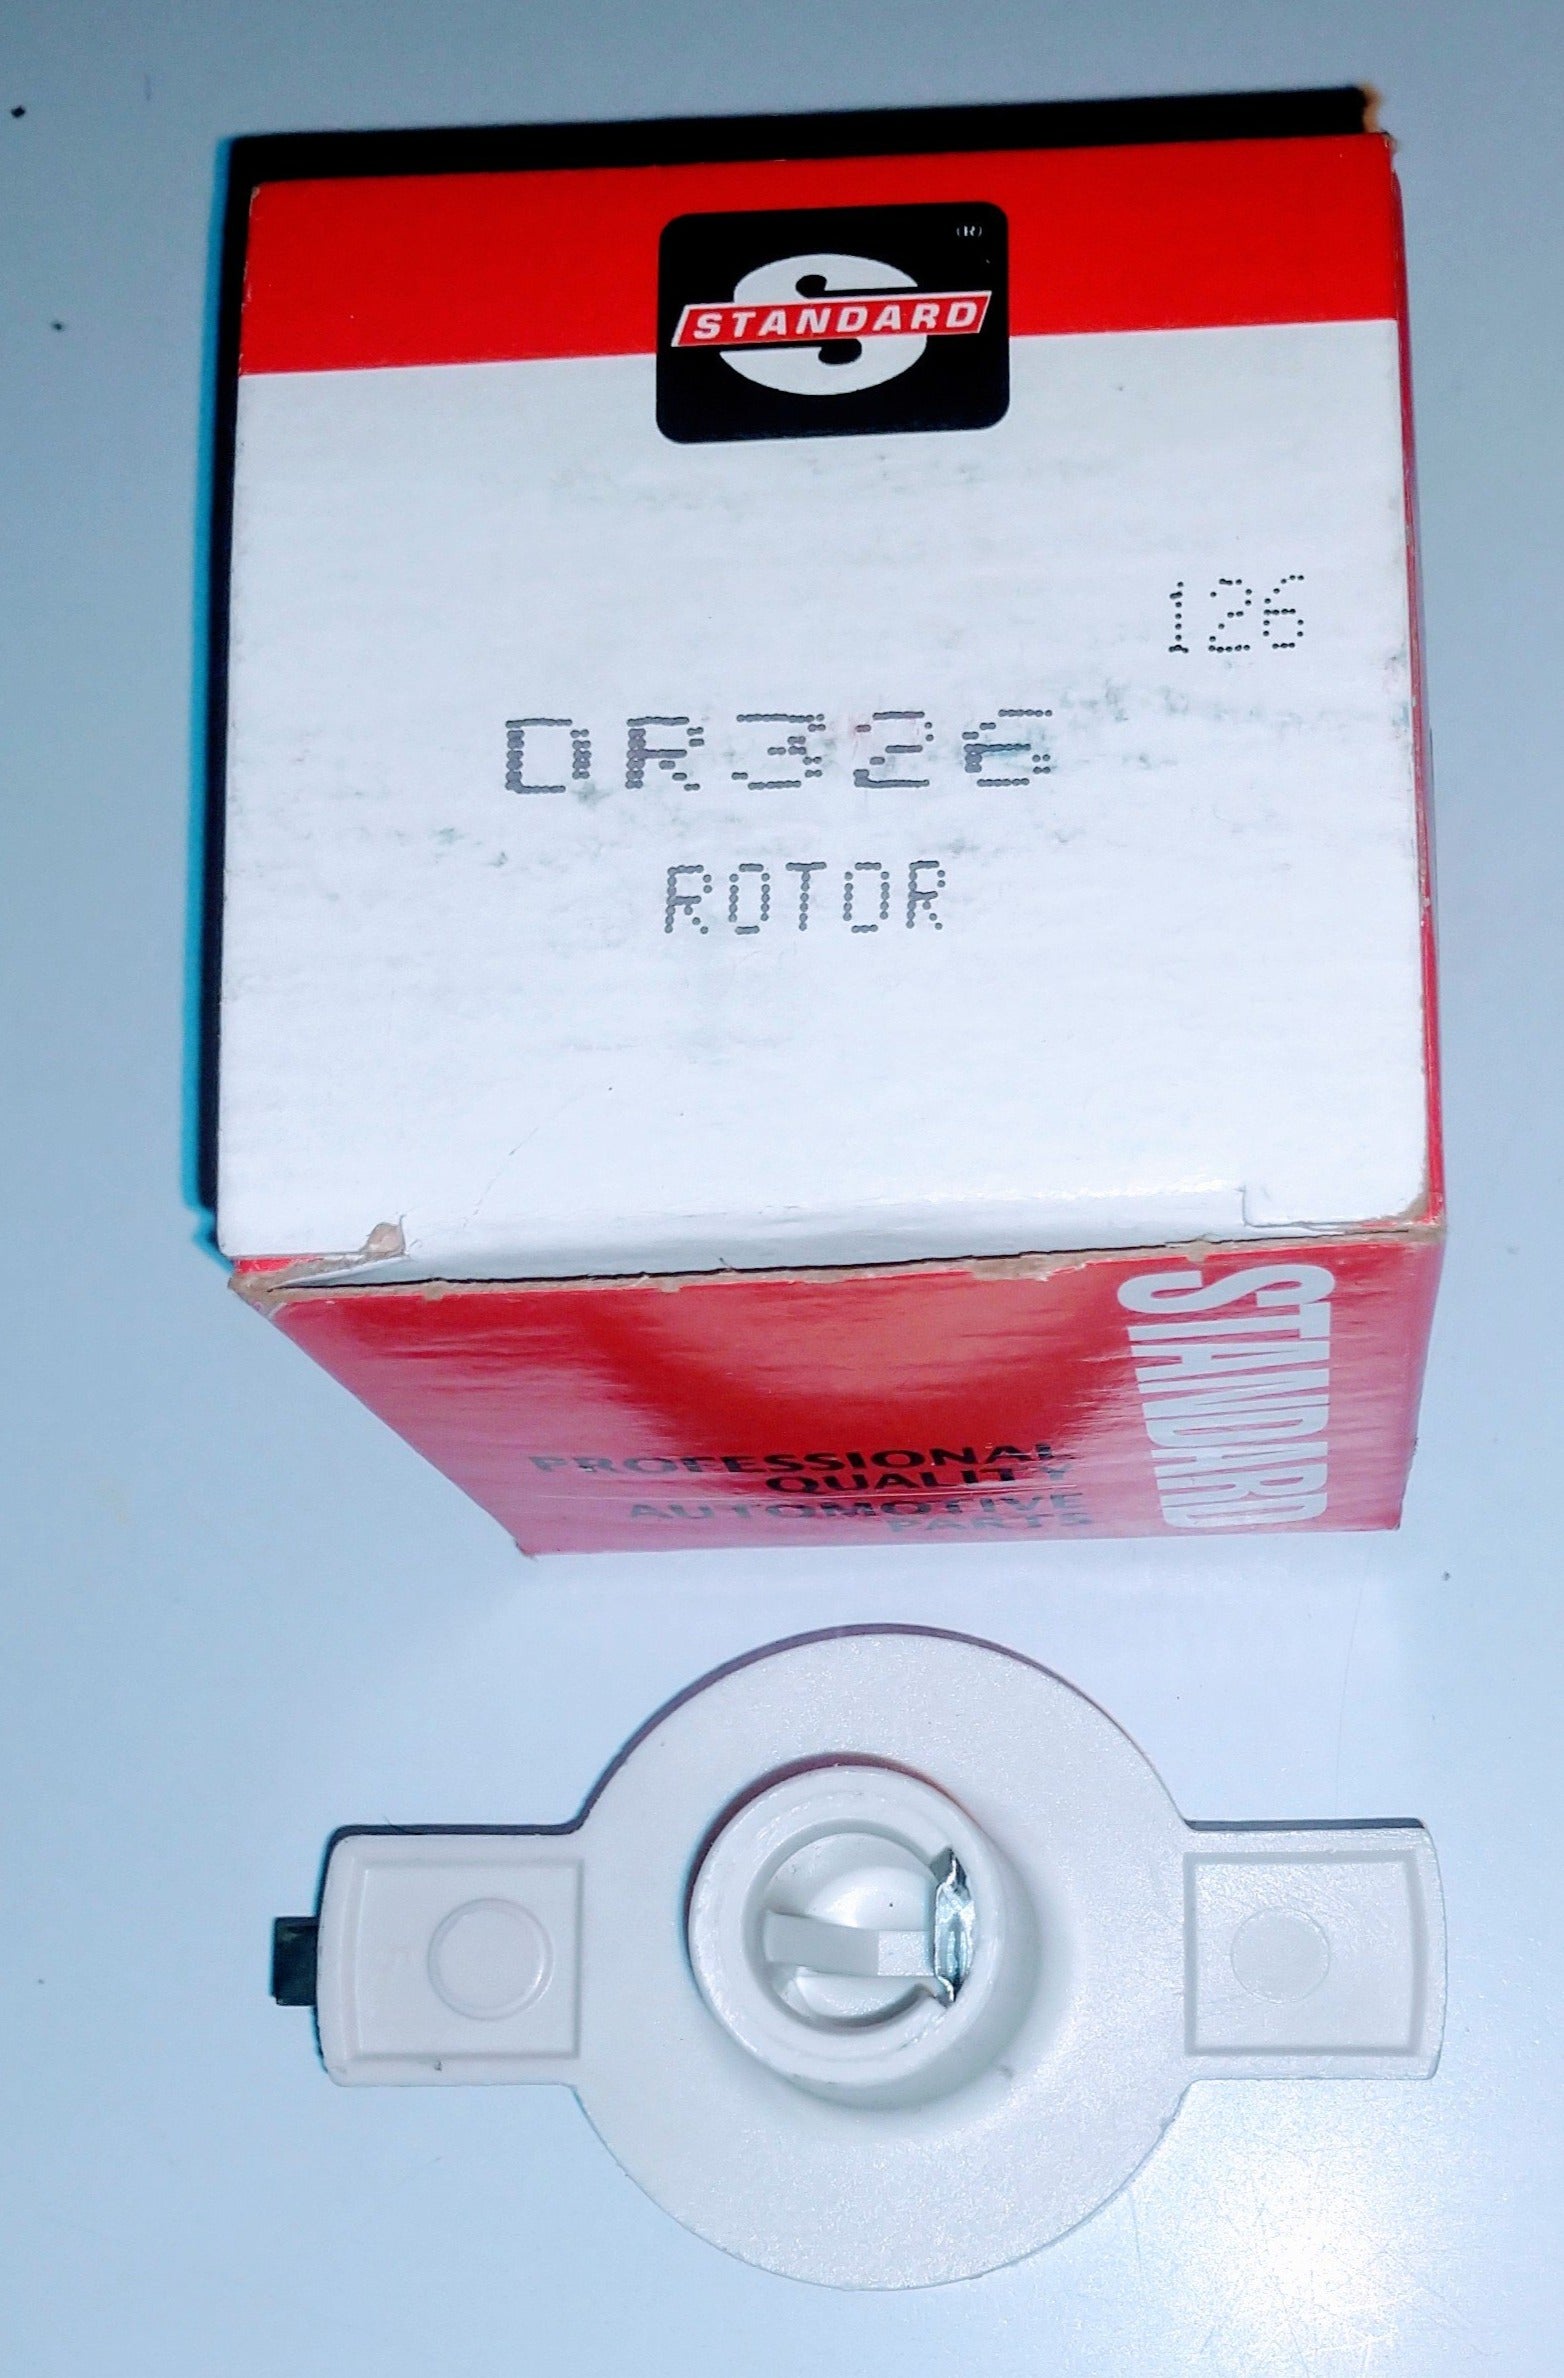 (R)
STANDARD
126
DR326
ROTOR
STANDARD
PROFESSIONAL
QUALITY
AUTOMOTIVE
PARTS